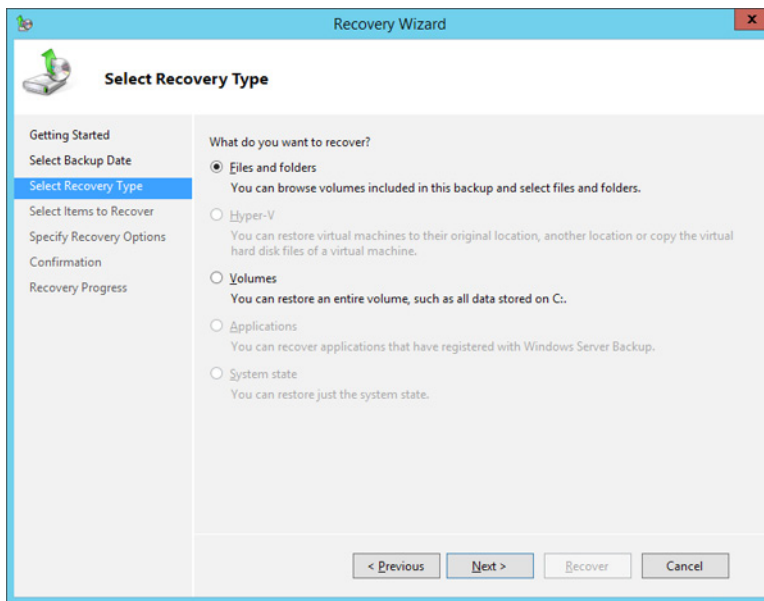 Recovery Wizard
x
Select Recovery Type
Getting Started
Select Backup Date
Select Recovery Type
Select Items to Recover
Specify Recovery Options
Confirmation
Recovery Progress
What do you want to recover?
Files and folders
You can browse volumes included in this backup and select files and folders.
Hyper-V
You can restore virtual machines to their original location, another location or copy the virtual
hard disk files of a virtual machine.
Volumes
You can restore an entire volume, such as all data stored on C:.
Applications
You can recover applications that have registered with Windows Server Backup.
System state
You can restore just the system state.
< Previous
Next >
Recover
Cancel